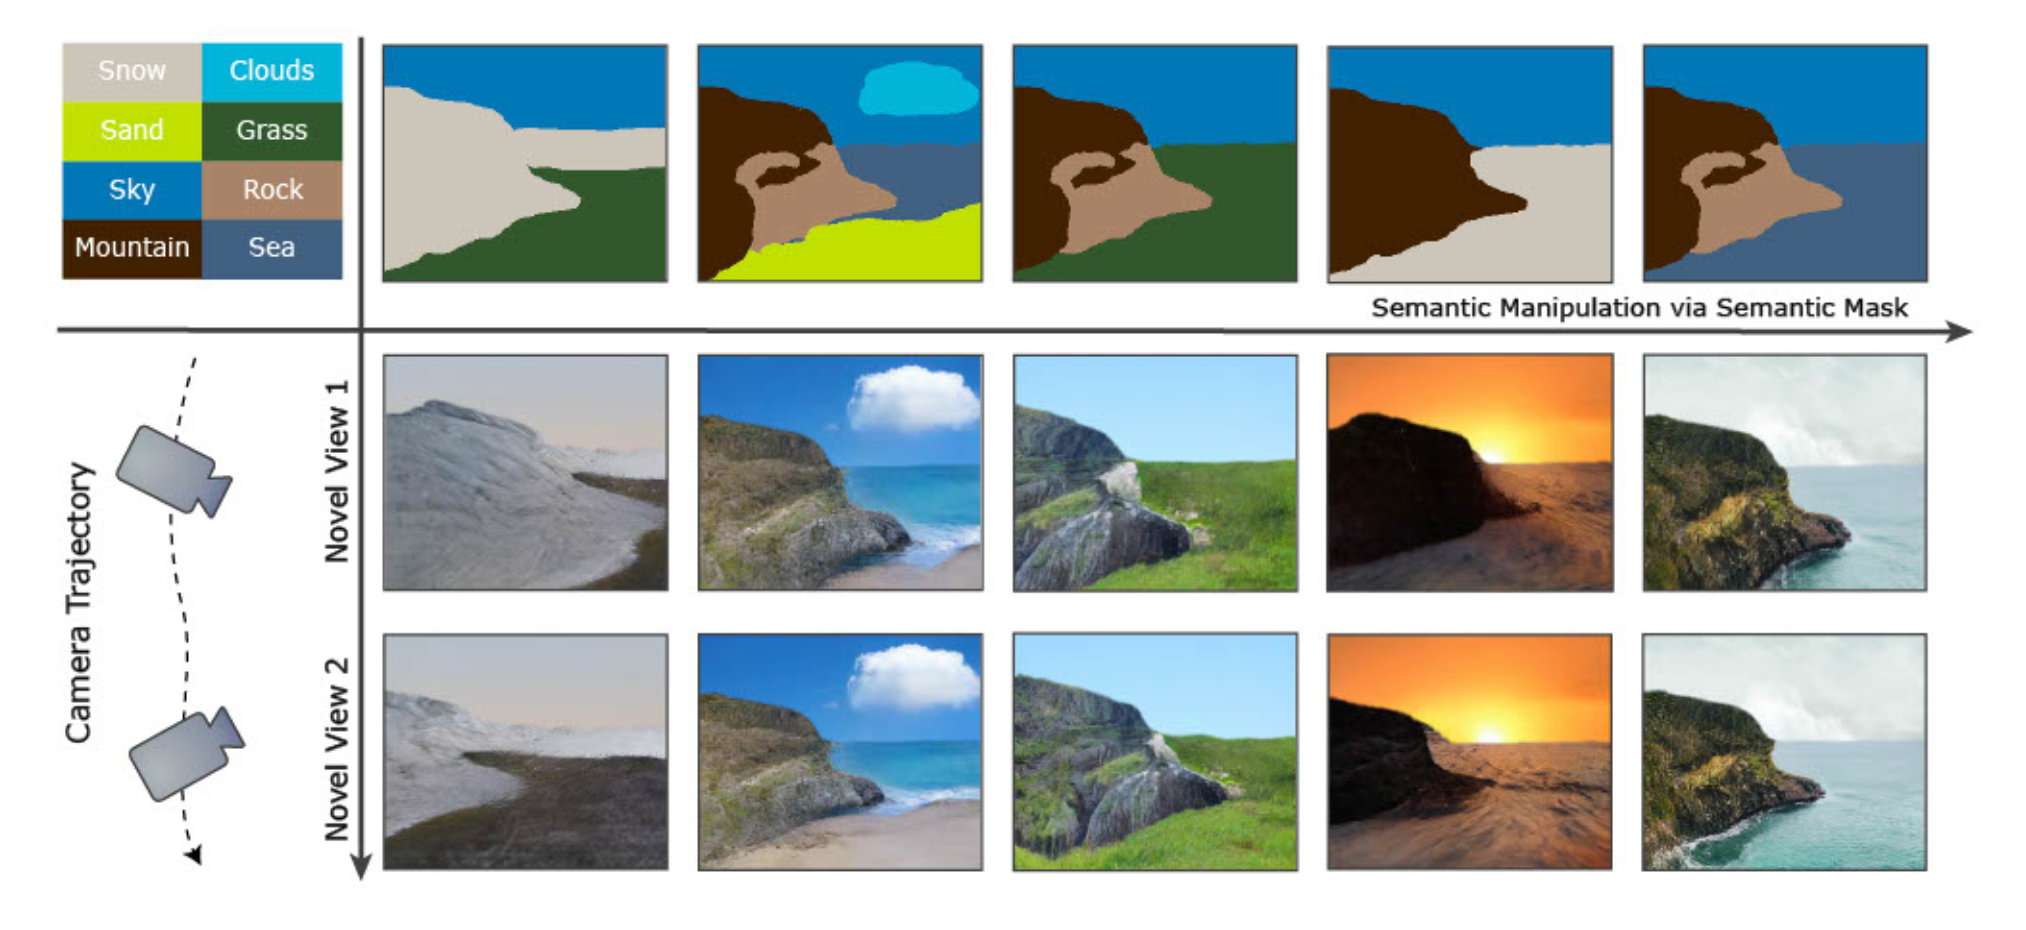 Snow Clouds
Sand Grass
Sky Rock
Mountain Sea
Semantic Manipulation via Semantic Mask
Camera Trajectory
Novel View 1
Novel View 2